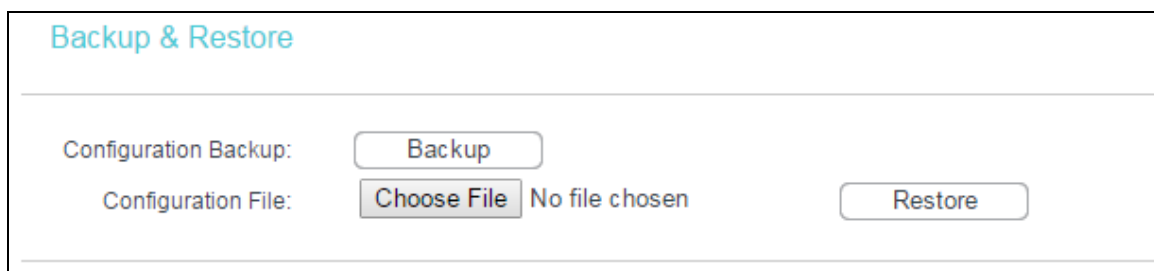 Backup & Restore
Configuration Backup: Backup
Configuration File: Choose File No file chosen Restore